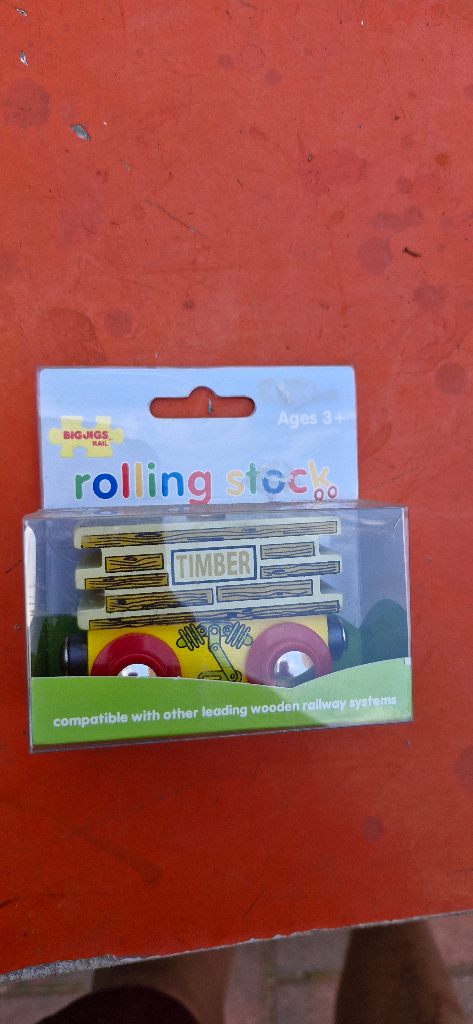 Ages 3+
BIGJIGS
RAIL
rolling stock
TIMBER
compatible with other leading wooden railway systems